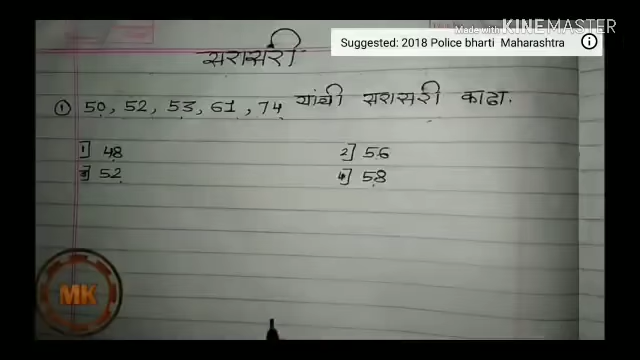 Made with KINEMASTER
Suggested: 2018 Police bharti Maharashtra
सरासरी
① 50, 52, 53, 61, 74 यांची सरासरी काढा.
1] 48 2] 56
3] 52 4] 58
MK